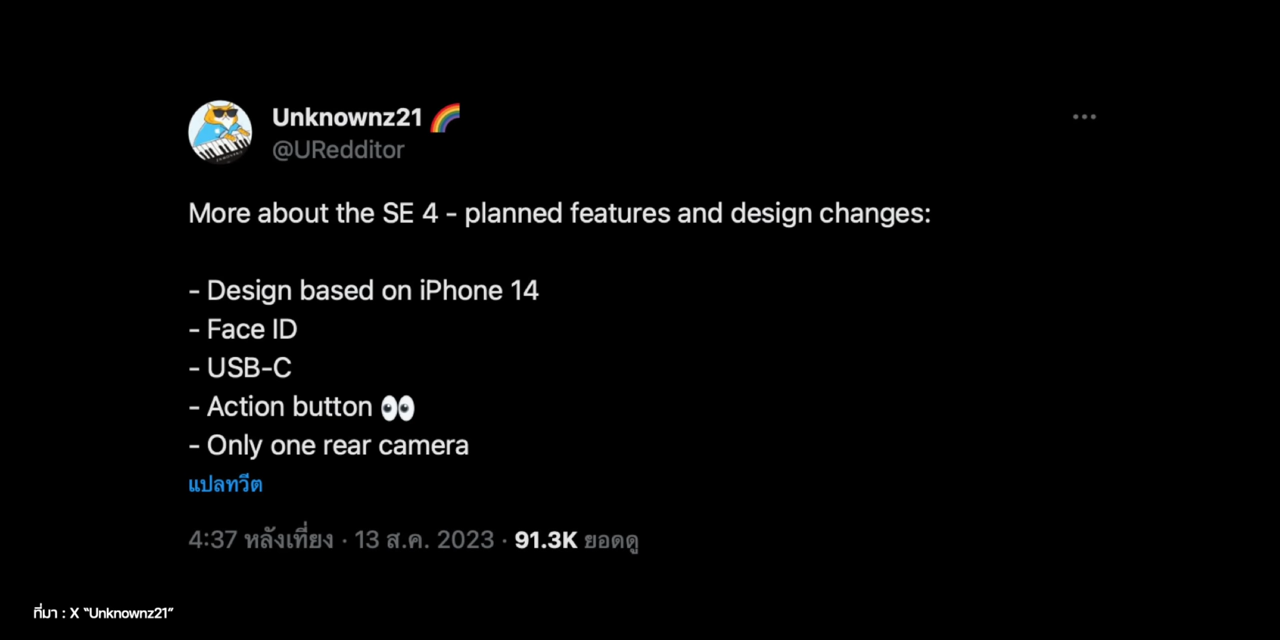 Unknownz21 🌈
@URedditor
More about the SE 4 - planned features and design changes:
- Design based on iPhone 14
- Face ID
- USB-C
- Action button 👀
- Only one rear camera
แปลทวีต
4:37 หลังเที่ยง · 13 ส.ค. 2023 · 91.3K ยอดดู
ที่มา : X “Unknownz21”